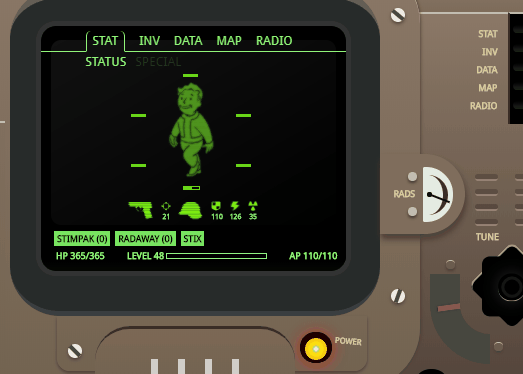 STAT INV DATA MAP RADIO
STATUS SPECIAL
21 110 126 35
STIMPAK (0) RADAWAY (0) STIX
HP 365/365 LEVEL 48 AP 110/110
STAT
INV
DATA
MAP
RADIO
RADS
TUNE
POWER